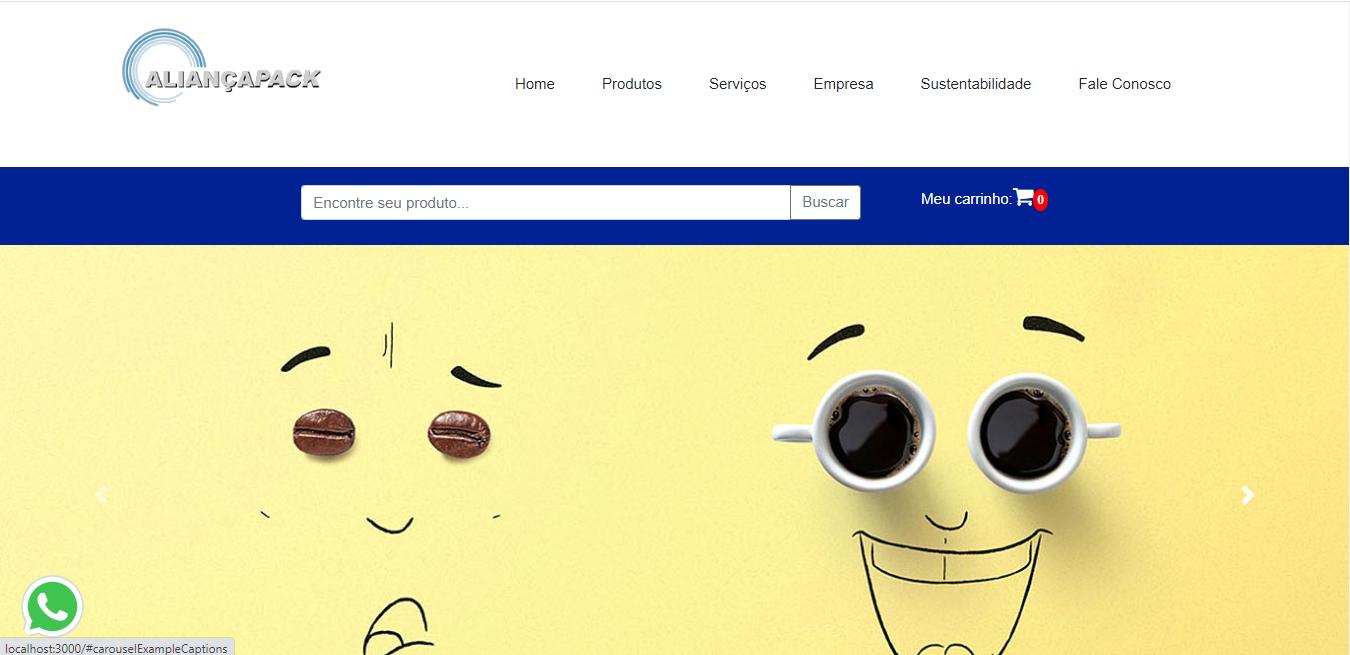 ALIANÇAPACK
Home Produtos Serviços Empresa Sustentabilidade Fale Conosco
Encontre seu produto... Buscar Meu carrinho: 0
localhost:3000/#carouselExampleCaptions